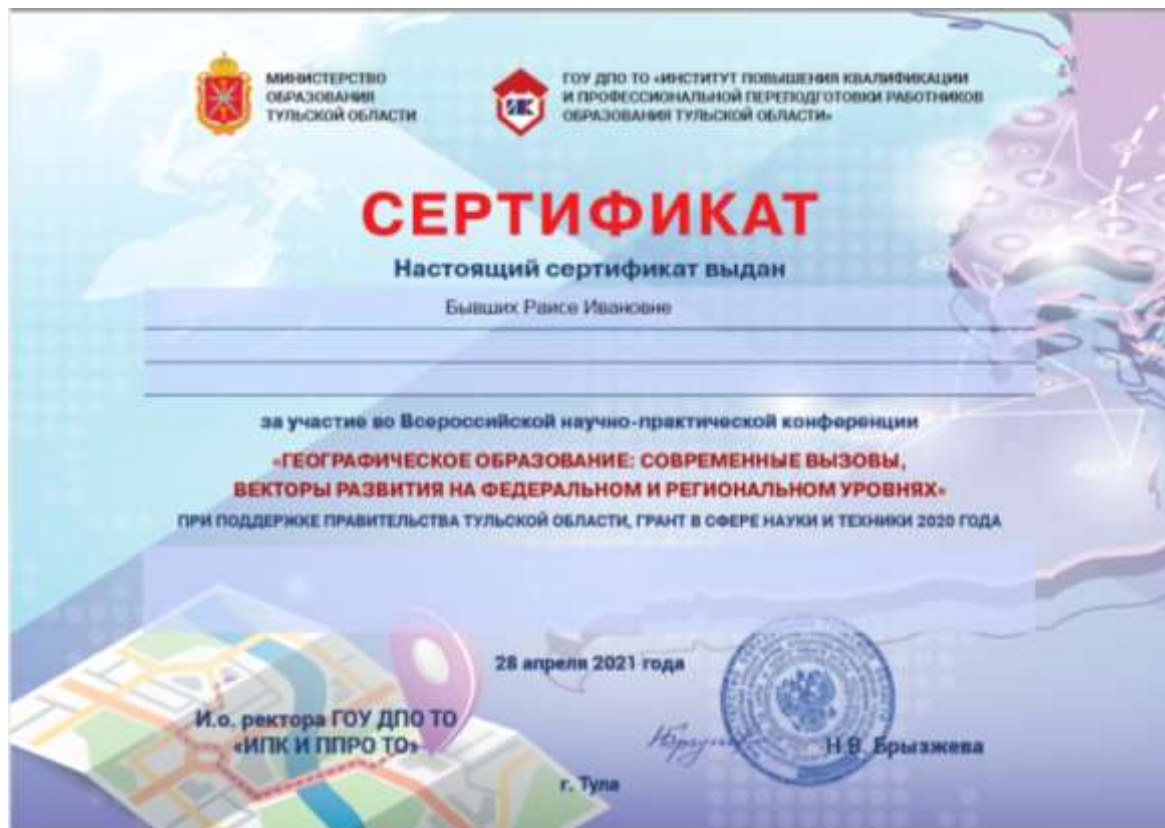 МИНИСТЕРСТВО
ОБРАЗОВАНИЯ
ТУЛЬСКОЙ ОБЛАСТИ
ИК
ГОУ ДПО ТО «ИНСТИТУТ ПОВЫШЕНИЯ КВАЛИФИКАЦИИ
И ПРОФЕССИОНАЛЬНОЙ ПЕРЕПОДГОТОВКИ РАБОТНИКОВ
ОБРАЗОВАНИЯ ТУЛЬСКОЙ ОБЛАСТИ»
СЕРТИФИКАТ
Настоящий сертификат выдан
Бывших Раисе Ивановне
за участие во Всероссийской научно-практической конференции
«ГЕОГРАФИЧЕСКОЕ ОБРАЗОВАНИЕ: СОВРЕМЕННЫЕ ВЫЗОВЫ,
ВЕКТОРЫ РАЗВИТИЯ НА ФЕДЕРАЛЬНОМ И РЕГИОНАЛЬНОМ УРОВНЯХ»
ПРИ ПОДДЕРЖКЕ ПРАВИТЕЛЬСТВА ТУЛЬСКОЙ ОБЛАСТИ, ГРАНТ В СФЕРЕ НАУКИ И ТЕХНИКИ 2020 ГОДА
28 апреля 2021 года
И.о. ректора ГОУ ДПО ТО
«ИПК И ППРО ТО»
Н.В. Брызжева
г. Тула